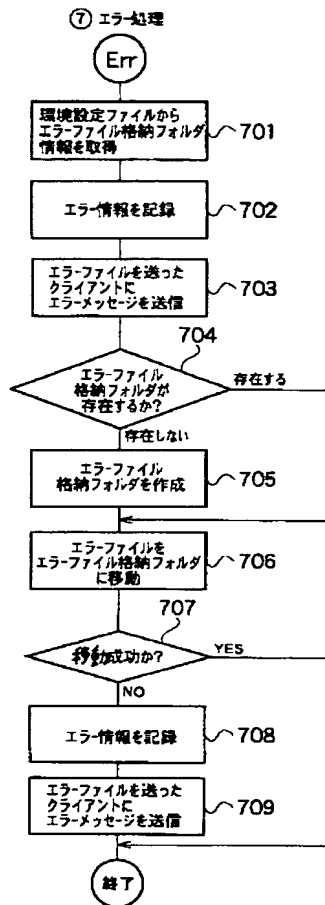 ⑦ エラー処理
Err
環境設定ファイルから
エラーファイル格納フォルダ
情報を取得
701
エラー情報を記録
702
エラーファイルを送った
クライアントに
エラーメッセージを送信
703
704
エラーファイル
格納フォルダが
存在するか?
存在する
存在しない
エラーファイル
格納フォルダを作成
705
エラーファイルを
エラーファイル格納フォルダ
に移動
706
707
移動成功か?
YES
NO
エラー情報を記録
708
エラーファイルを送った
クライアントに
エラーメッセージを送信
709
終了